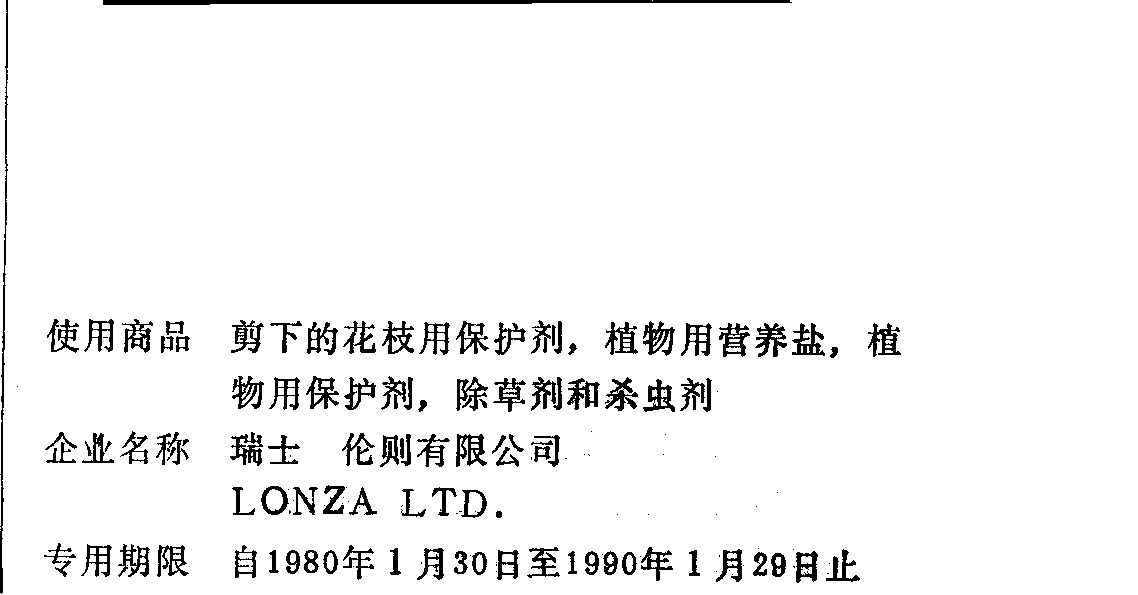 使用商品 剪下的花枝用保护剂，植物用营养盐，植
物用保护剂，除草剂和杀虫剂
企业名称 瑞士 伦则有限公司
LONZA LTD.
专用期限 自1980年1月30日至1990年1月29日止